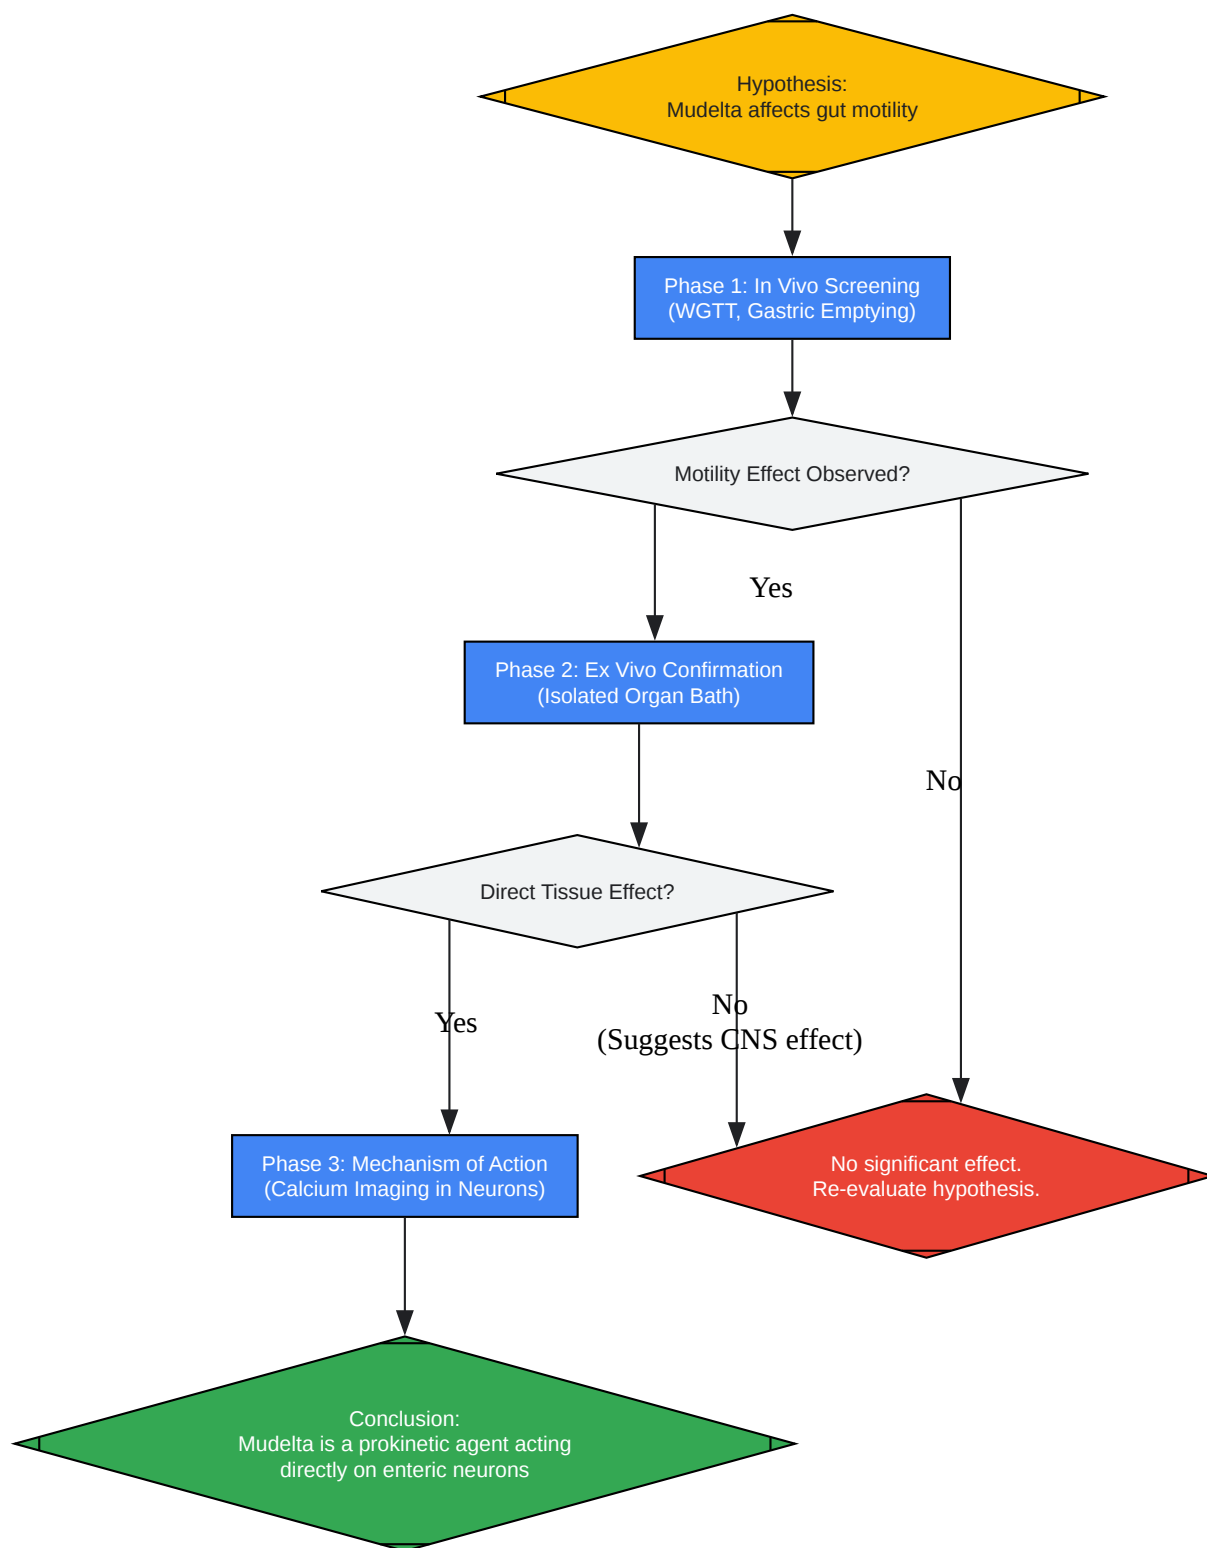 Hypothesis:
Mudelta affects gut motility
Phase 1: In Vivo Screening
(WGTT, Gastric Emptying)
Motility Effect Observed?
Yes
Phase 2: Ex Vivo Confirmation
(Isolated Organ Bath)
No
Direct Tissue Effect?
Yes
No
(Suggests CNS effect)
Phase 3: Mechanism of Action
(Calcium Imaging in Neurons)
No significant effect.
Re-evaluate hypothesis.
Conclusion:
Mudelta is a prokinetic agent acting
directly on enteric neurons